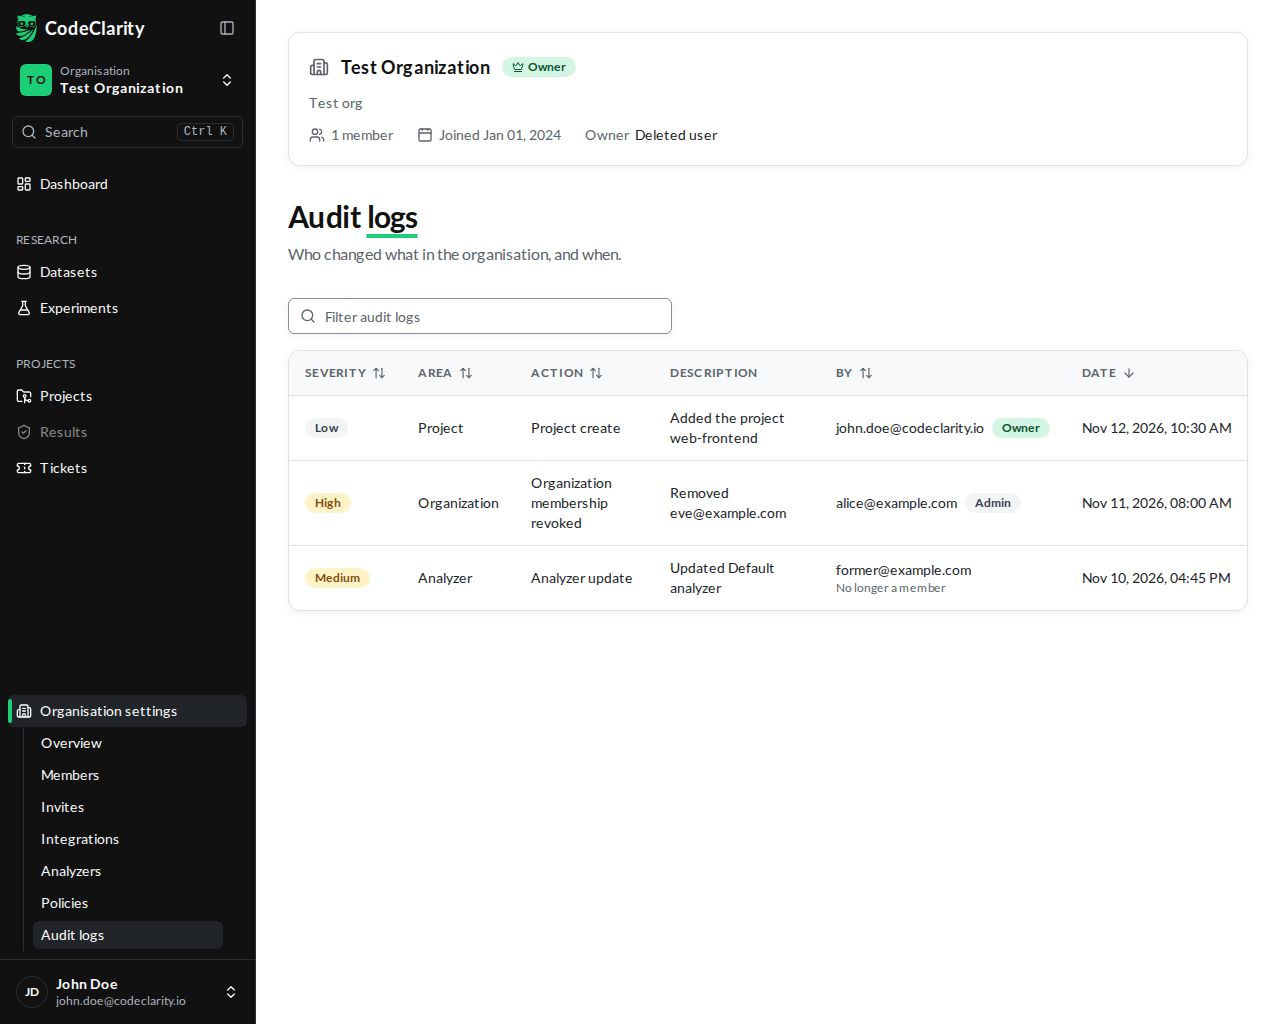 CodeClarity
TO
Organisation
Test Organization
Search
Ctrl K
Dashboard
RESEARCH
Datasets
Experiments
PROJECTS
Projects
Results
Tickets
Organisation settings
Overview
Members
Invites
Integrations
Analyzers
Policies
Audit logs
JD
John Doe
john.doe@codeclarity.io
Test Organization
Owner
Test org
1 member
Joined Jan 01, 2024
Owner Deleted user
Audit logs
Who changed what in the organisation, and when.
Filter audit logs
SEVERITY AREA ACTION DESCRIPTION BY DATE
Low
Project
Project create
Added the project
web-frontend
john.doe@codeclarity.io Owner
Nov 12, 2026, 10:30 AM
High
Organization
Organization
membership
revoked
Removed
eve@example.com
alice@example.com Admin
Nov 11, 2026, 08:00 AM
Medium
Analyzer
Analyzer update
Updated Default
analyzer
former@example.com
No longer a member
Nov 10, 2026, 04:45 PM